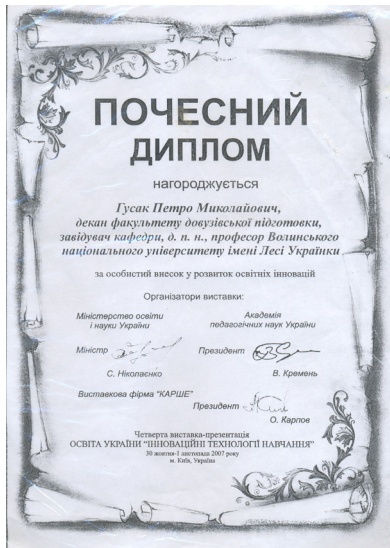 ПОЧЕСНИЙ
ДИПЛОМ
нагороджується
Гусак Петро Миколайович,
декан факультету довузівської підготовки,
завідувач кафедри, д. п. н., професор Волинського
національного університету імені Лесі Українки
за особистий внесок у розвиток освітніх інновацій
Організатори виставки:
Міністерство освіти
і науки України
Міністр
С. Ніколаєнко
Академія
педагогічних наук України
Президент
В. Кремень
Виставкова фірма "КАРШЕ"
Президент
О. Карпов
Четверта виставка-презентація
ОСВІТА УКРАЇНИ "ІННОВАЦІЙНІ ТЕХНОЛОГІЇ НАВЧАННЯ"
30 жовтня-1 листопада 2007 року
м. Київ, Україна